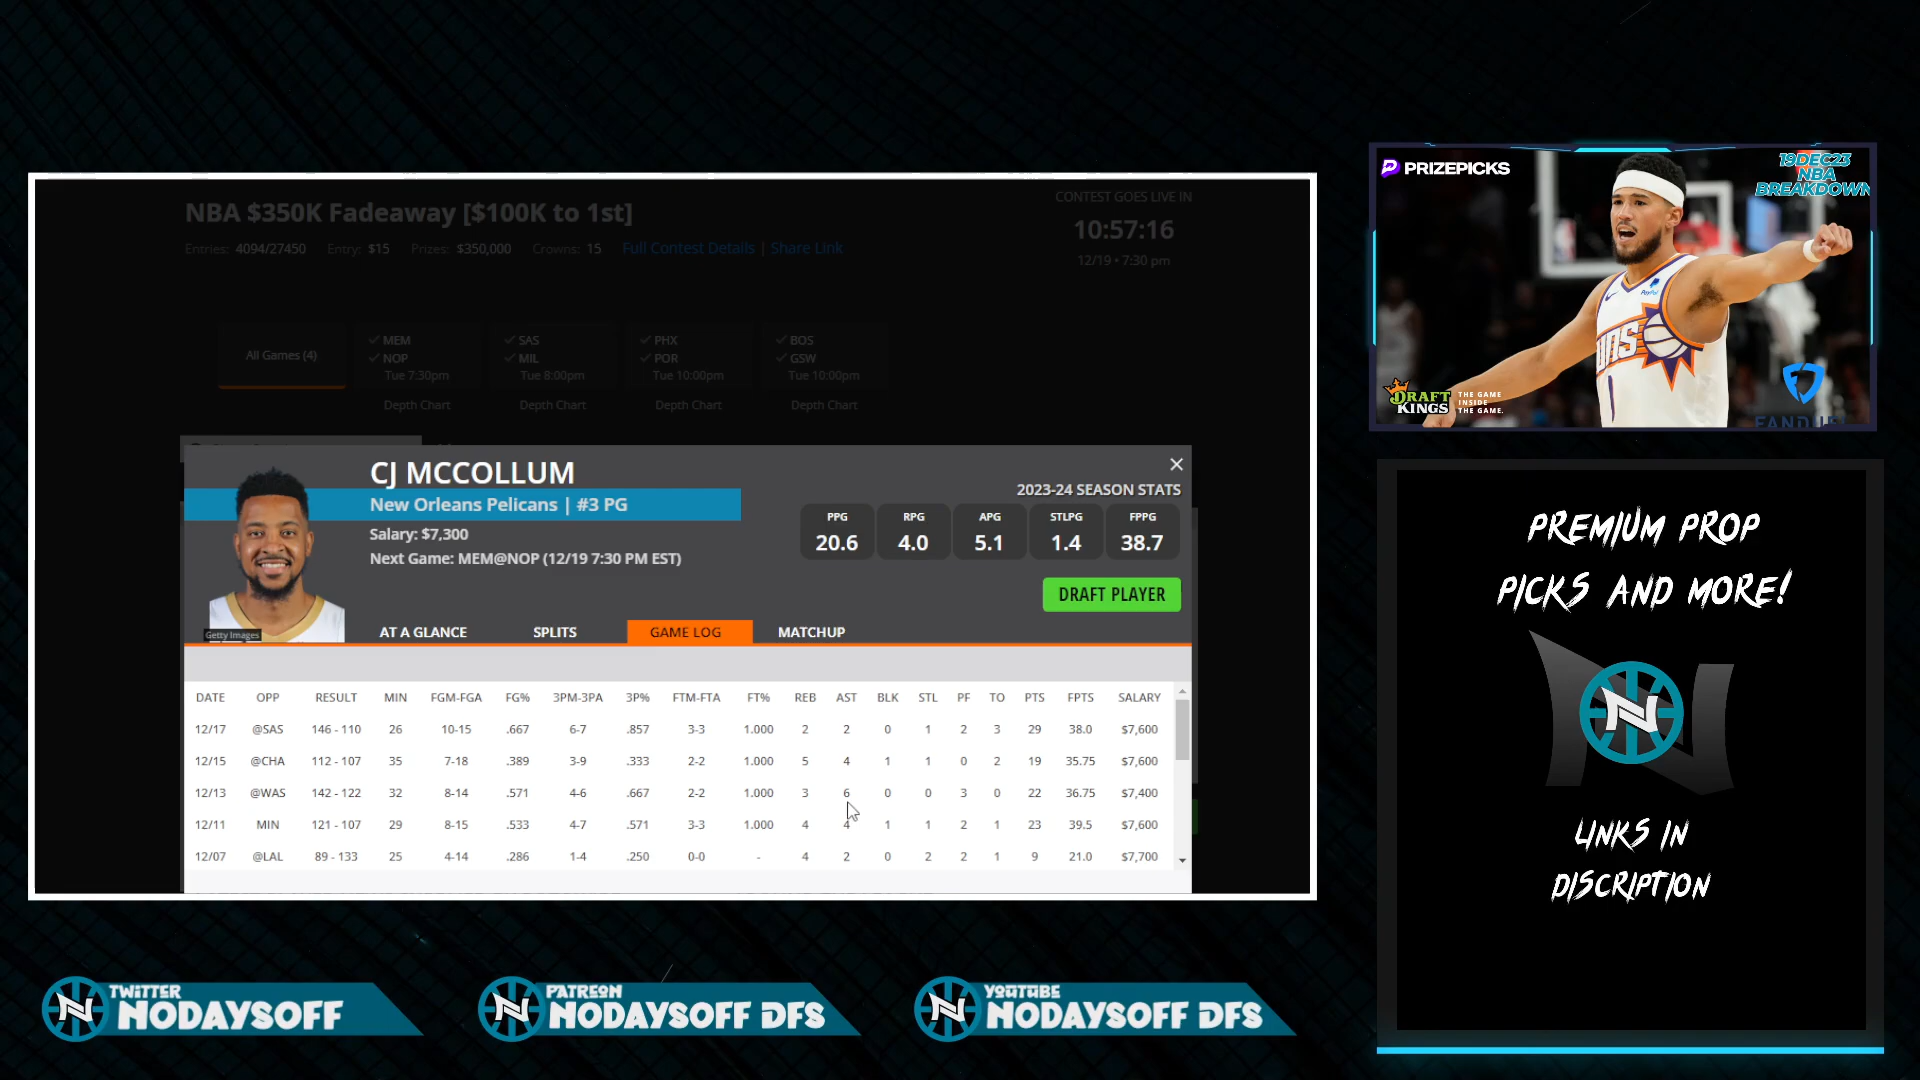 NBA $350K Fadeaway [$100K to 1st]
Entries: 4094/27450 Entry: $15 Prizes: $350,000 Crowns: 15 Full Contest Details | Share Link
CONTEST GOES LIVE IN
10:57:16
12/19 • 7:30 pm
All Games (4)
MEM
NOP
Tue 7:30pm
Depth Chart
SAS
MIL
Tue 8:00pm
Depth Chart
PHX
POR
Tue 10:00pm
Depth Chart
BOS
GSW
Tue 10:00pm
Depth Chart
CJ MCCOLLUM
New Orleans Pelicans | #3 PG
Salary: $7,300
Next Game: MEM@NOP (12/19 7:30 PM EST)
Getty Images
2023-24 SEASON STATS
PPG RPG APG STLPG FPPG
20.6 4.0 5.1 1.4 38.7
DRAFT PLAYER
AT A GLANCE SPLITS GAME LOG MATCHUP
DATE OPP RESULT MIN FGM-FGA FG% 3PM-3PA 3P% FTM-FTA FT% REB AST BLK STL PF TO PTS FPTS SALARY
12/17 @SAS 146 - 110 26 10-15 .667 6-7 .857 3-3 1.000 2 2 0 1 2 3 29 38.0 $7,600
12/15 @CHA 112 - 107 35 7-18 .389 3-9 .333 2-2 1.000 5 4 1 1 0 2 19 35.75 $7,600
12/13 @WAS 142 - 122 32 8-14 .571 4-6 .667 2-2 1.000 3 6 0 0 3 0 22 36.75 $7,400
12/11 MIN 121 - 107 29 8-15 .533 4-7 .571 3-3 1.000 4 4 1 1 2 1 23 39.5 $7,600
12/07 @LAL 89 - 133 25 4-14 .286 1-4 .250 0-0 - 4 2 0 2 2 1 9 21.0 $7,700
PRIZEPICKS
19DEC23
NBA
BREAKDOWN
PayPal
DRAFT
KINGS
THE GAME
INSIDE
THE GAME.
PREMIUM PROP
PICKS AND MORE!
N
LINKS IN
DISCRIPTION
TWITTER
NODAYSOFF
PATREON
NODAYSOFF DFS
YOUTUBE
NODAYSOFF DFS